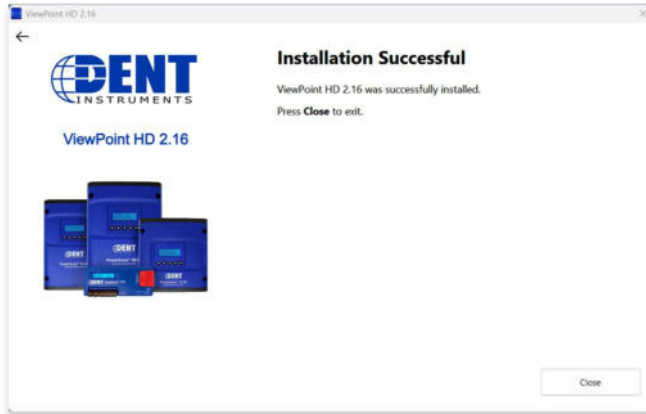 ViewPoint HD 2.16
DENT
INSTRUMENTS
ViewPoint HD 2.16
DENT
DENT
DENT
DENT
Installation Successful
ViewPoint HD 2.16 was successfully installed.
Press Close to exit.
Close